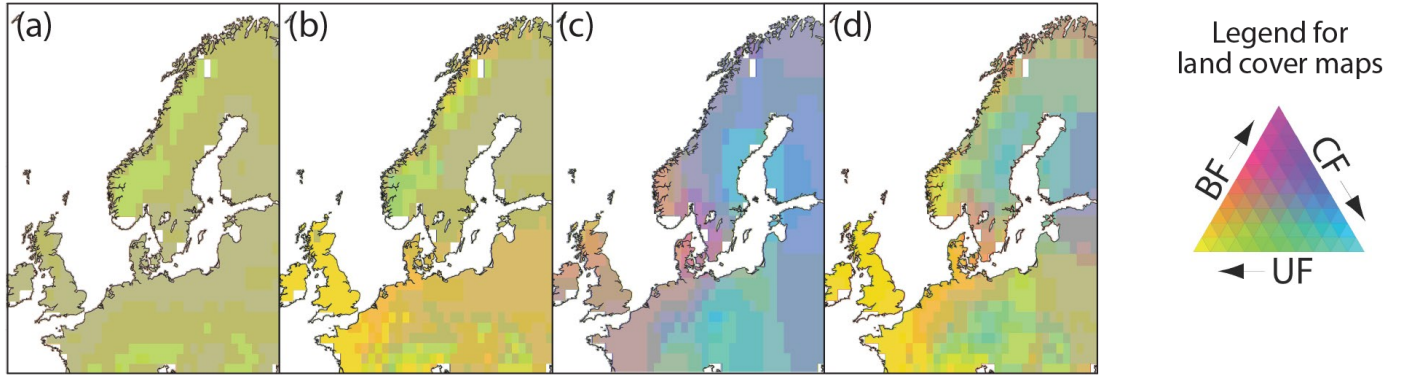 (a)
(b)
(c)
(d)
Legend for
land cover maps
BF
CF
UF